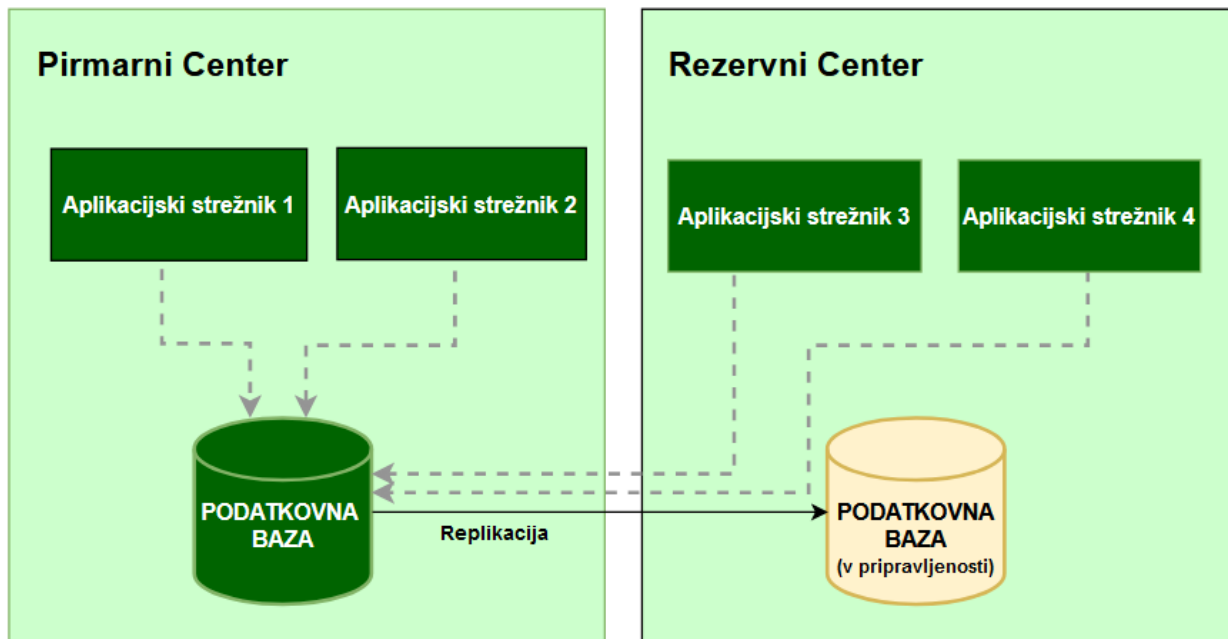 Pirmarni Center
Rezervni Center
Aplikacijski strežnik 1
Aplikacijski strežnik 2
Aplikacijski strežnik 3
Aplikacijski strežnik 4
PODATKOVNA
BAZA
Replikacija
PODATKOVNA
BAZA
(v pripravljenosti)